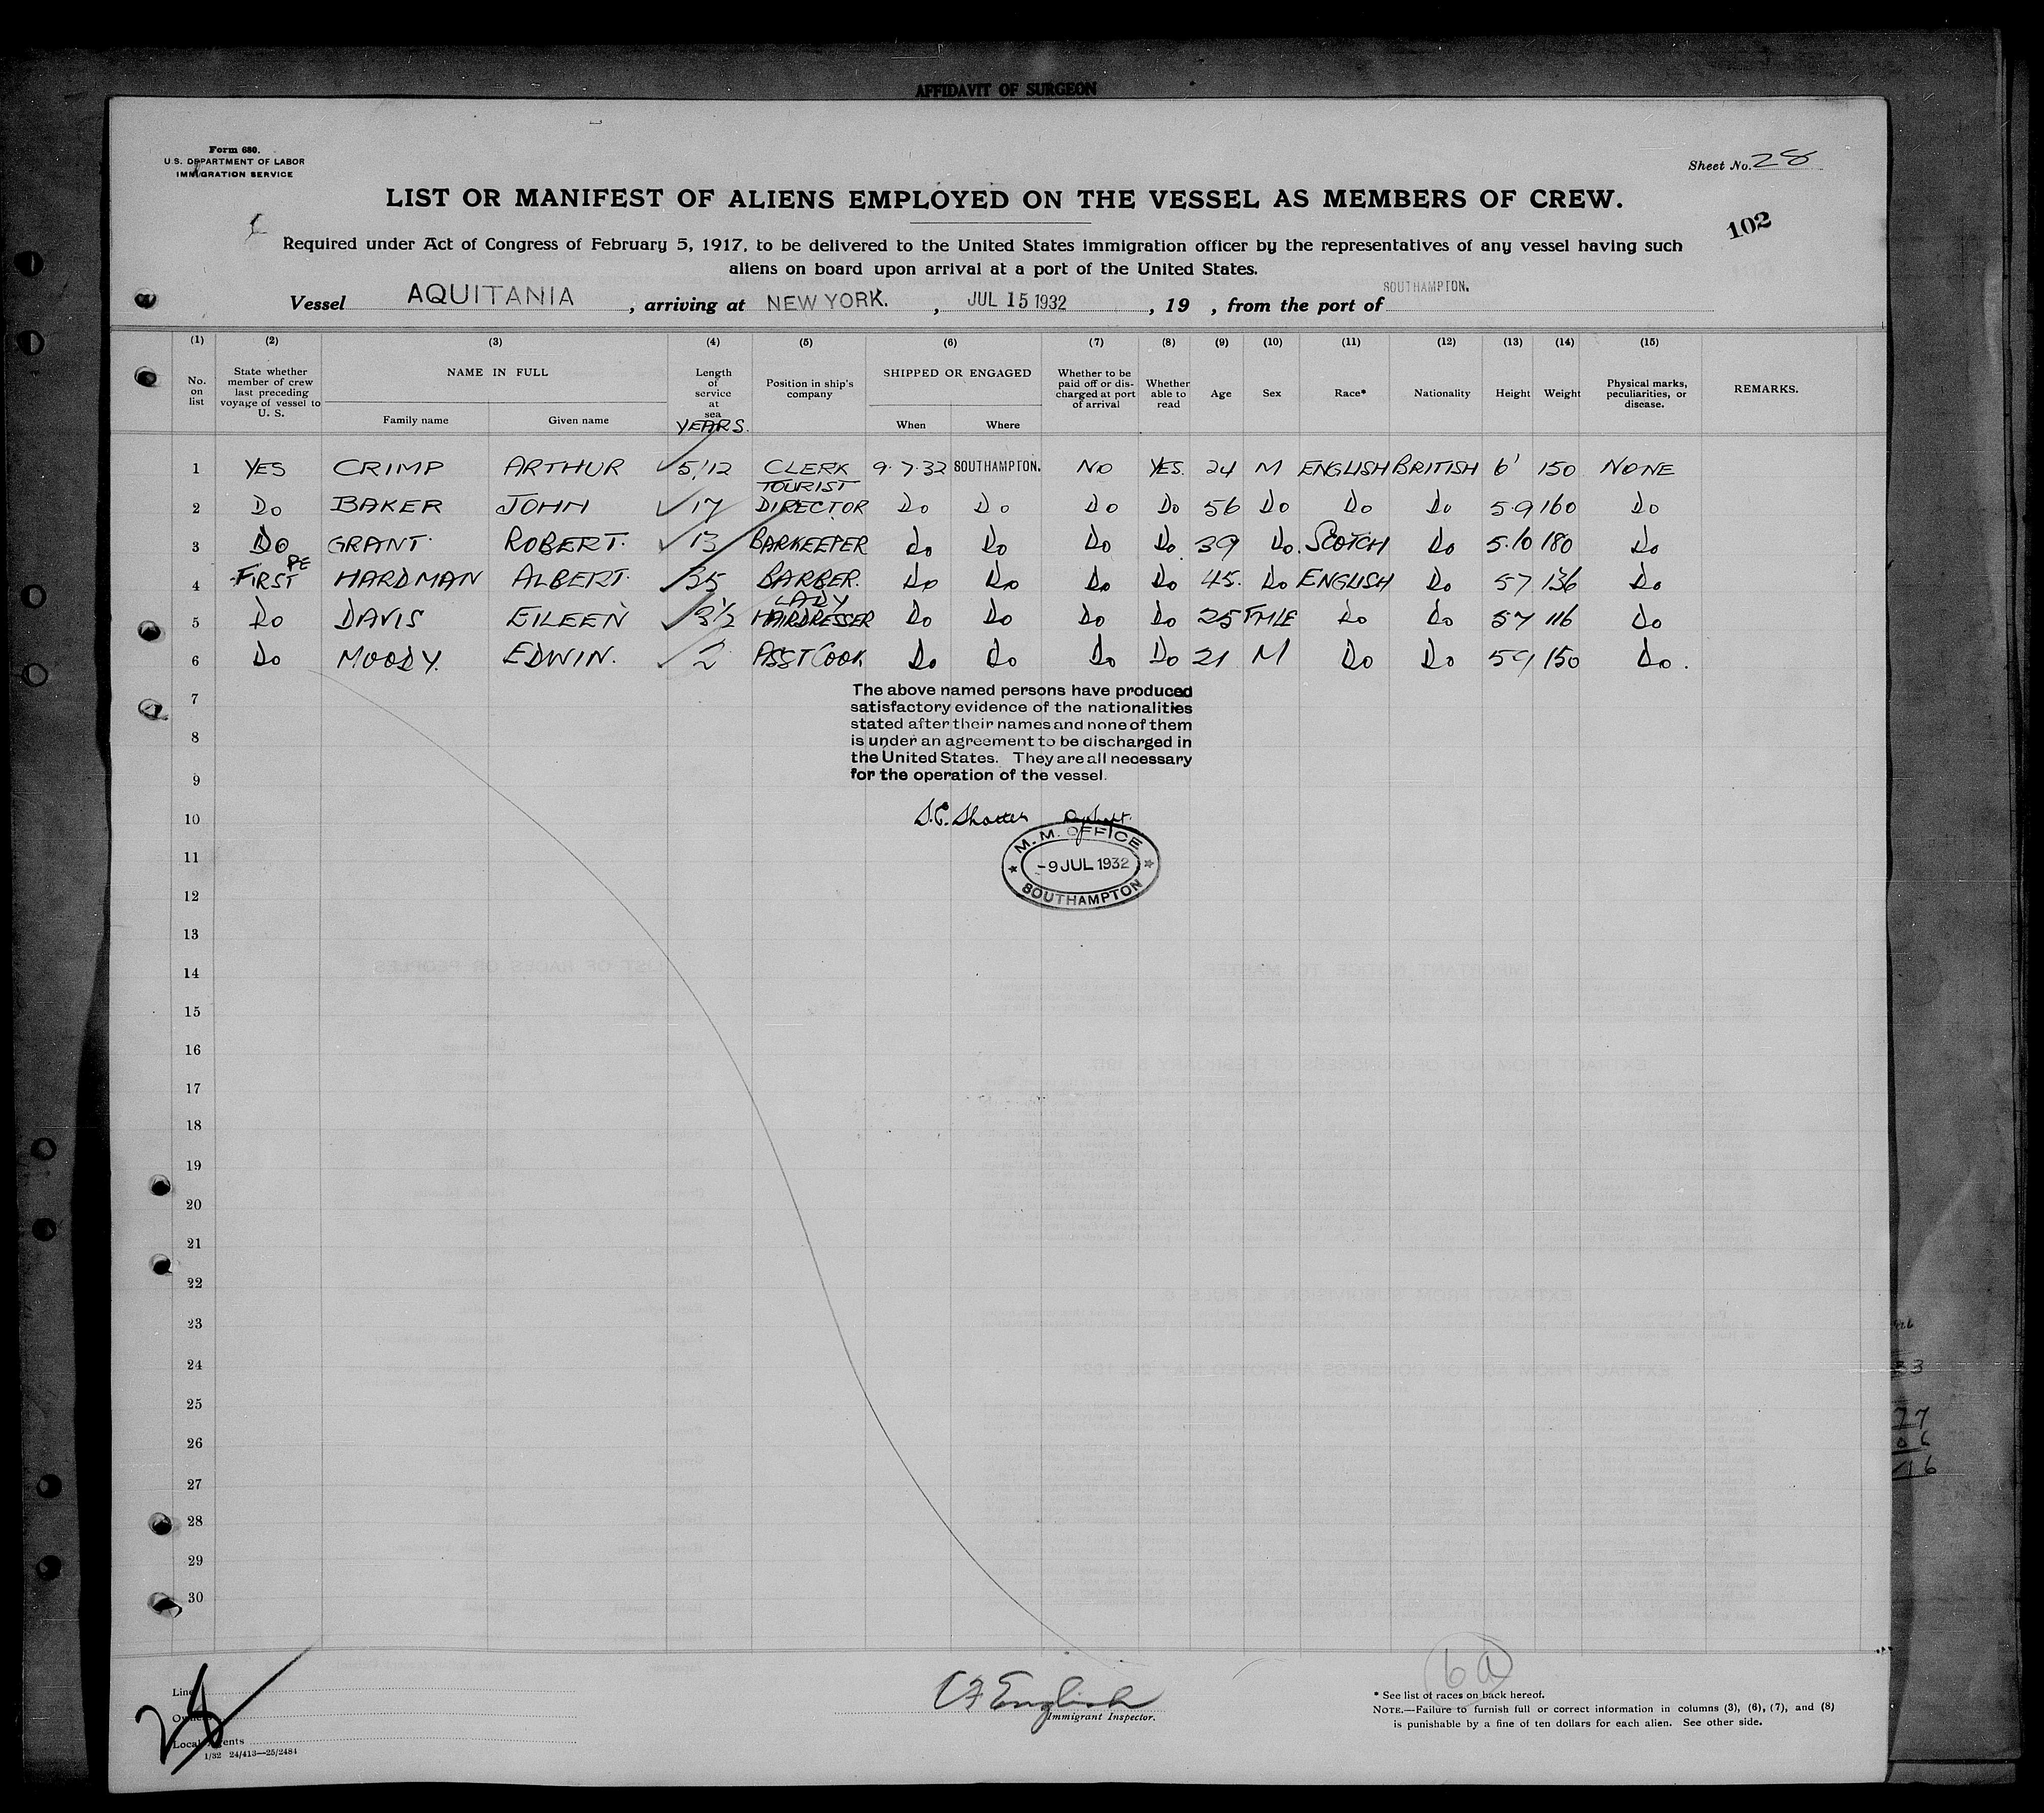 AFFIDAVIT OF SURGEON
Form 680.
U.S. DEPARTMENT OF LABOR
IMMIGRATION SERVICE
Sheet No. 28
LIST OR MANIFEST OF ALIENS EMPLOYED ON THE VESSEL AS MEMBERS OF CREW.
102
Required under Act of Congress of February 5, 1917, to be delivered to the United States immigration officer by the representatives of any vessel having such
aliens on board upon arrival at a port of the United States.
Vessel AQUITANIA, arriving at NEW YORK., JUL 15 1932, 19 , from the port of SOUTHAMPTON.
(1) (2) (3) (4) (5) (6) (7) (8) (9) (10) (11) (12) (13) (14) (15)
No. on list
State whether member of crew last preceding voyage of vessel to U. S.
NAME IN FULL
Family name Given name
Length of service at sea
YEARS.
Position in ship's company
SHIPPED OR ENGAGED
When Where
Whether to be paid off or discharged at port of arrival
Whether able to read
Age Sex Race* Nationality Height Weight
Physical marks, peculiarities, or disease.
REMARKS.
1 YES CRIMP ARTHUR 5/12 CLERK 9.7.32 SOUTHAMPTON. NO YES. 24 M ENGLISH BRITISH 6' 150 NONE
2 Do BAKER JOHN 17 TOURIST DIRECTOR Do Do Do Do 56 Do Do Do 5.9 160 Do
3 Do GRANT ROBERT. 13 BARKEEPER do Do Do Do 39 Do. SCOTCH Do 5.10 180 Do
4 FIRST HARDMAN ALBERT. 25 BARBER. Do Do Do Do 45. Do ENGLISH Do 57 136 Do
5 Do DAVIS EILEEN 3½ LADY HAIRDRESSER Do Do Do Do 25 FMLE Do Do 57 116 Do
6 Do MOODY. EDWIN. 2 ASST COOK Do Do Do Do 21 M Do Do 59 150 Do.
The above named persons have produced
satisfactory evidence of the nationalities
stated after their names and none of them
is under an agreement to be discharged in
the United States. They are all necessary
for the operation of the vessel.
M. M. OFFICE
-9 JUL 1932
SOUTHAMPTON
7
8
9
10
11
12
13
14
15
16
17
18
19
20
21
22
23
24
25
26
27
28
29
30
Line
Owners
Local Agents
1/32 24/413—25/2484
English
Immigrant Inspector.
* See list of races on back hereof.
NOTE.—Failure to furnish full or correct information in columns (3), (6), (7), and (8)
is punishable by a fine of ten dollars for each alien. See other side.